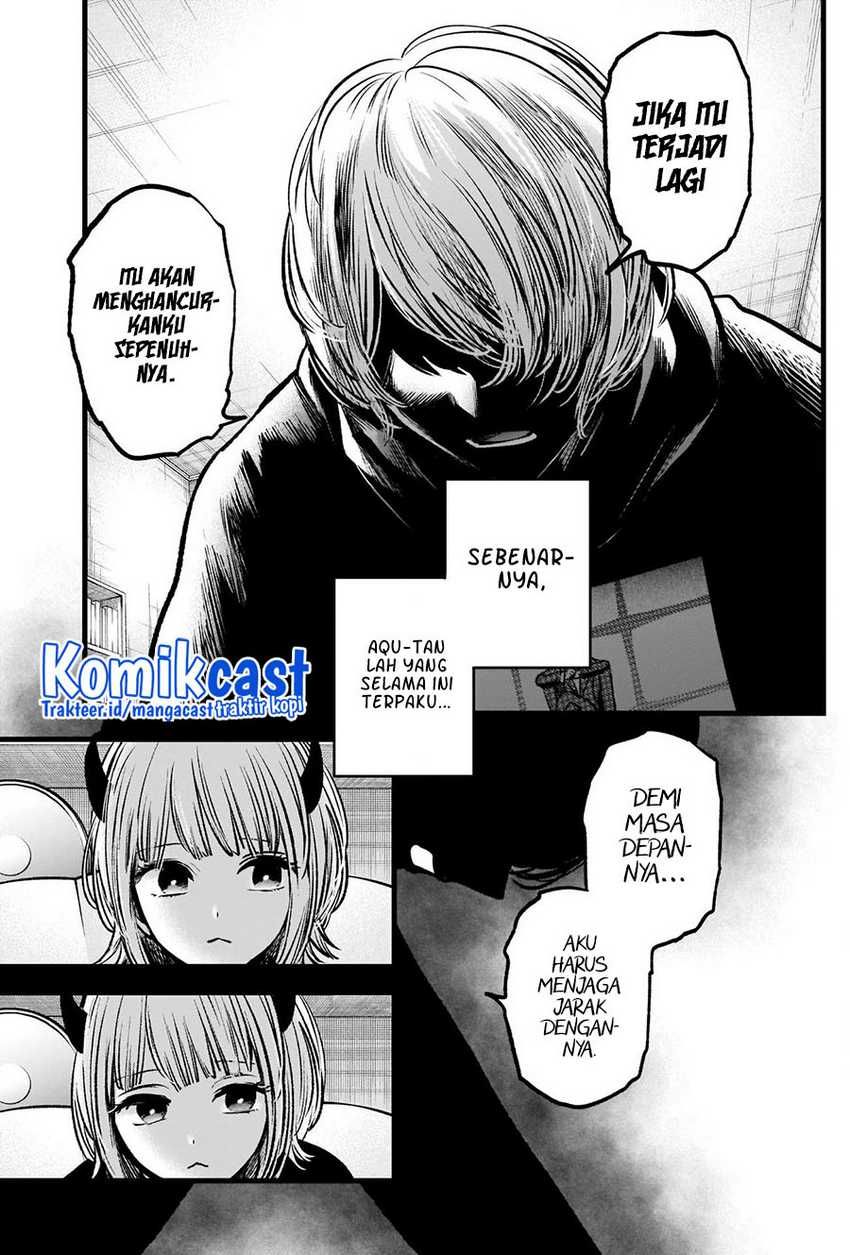 JIKA ITU
TERJADI
LAGI
ITU AKAN
MENGHANCUR-
KANKU
SEPENUH-
NYA.
SEBENAR-
NYA,
AQU-TAN
LAH YANG
SELAMA INI
TERPAKU...
Komikcast
Trakteer.id/mangacast traktir kopi
DEMI
MASA
DEPAN-
NYA...
AKU
HARUS
MENJAGA
JARAK
DENGAN-
NYA.